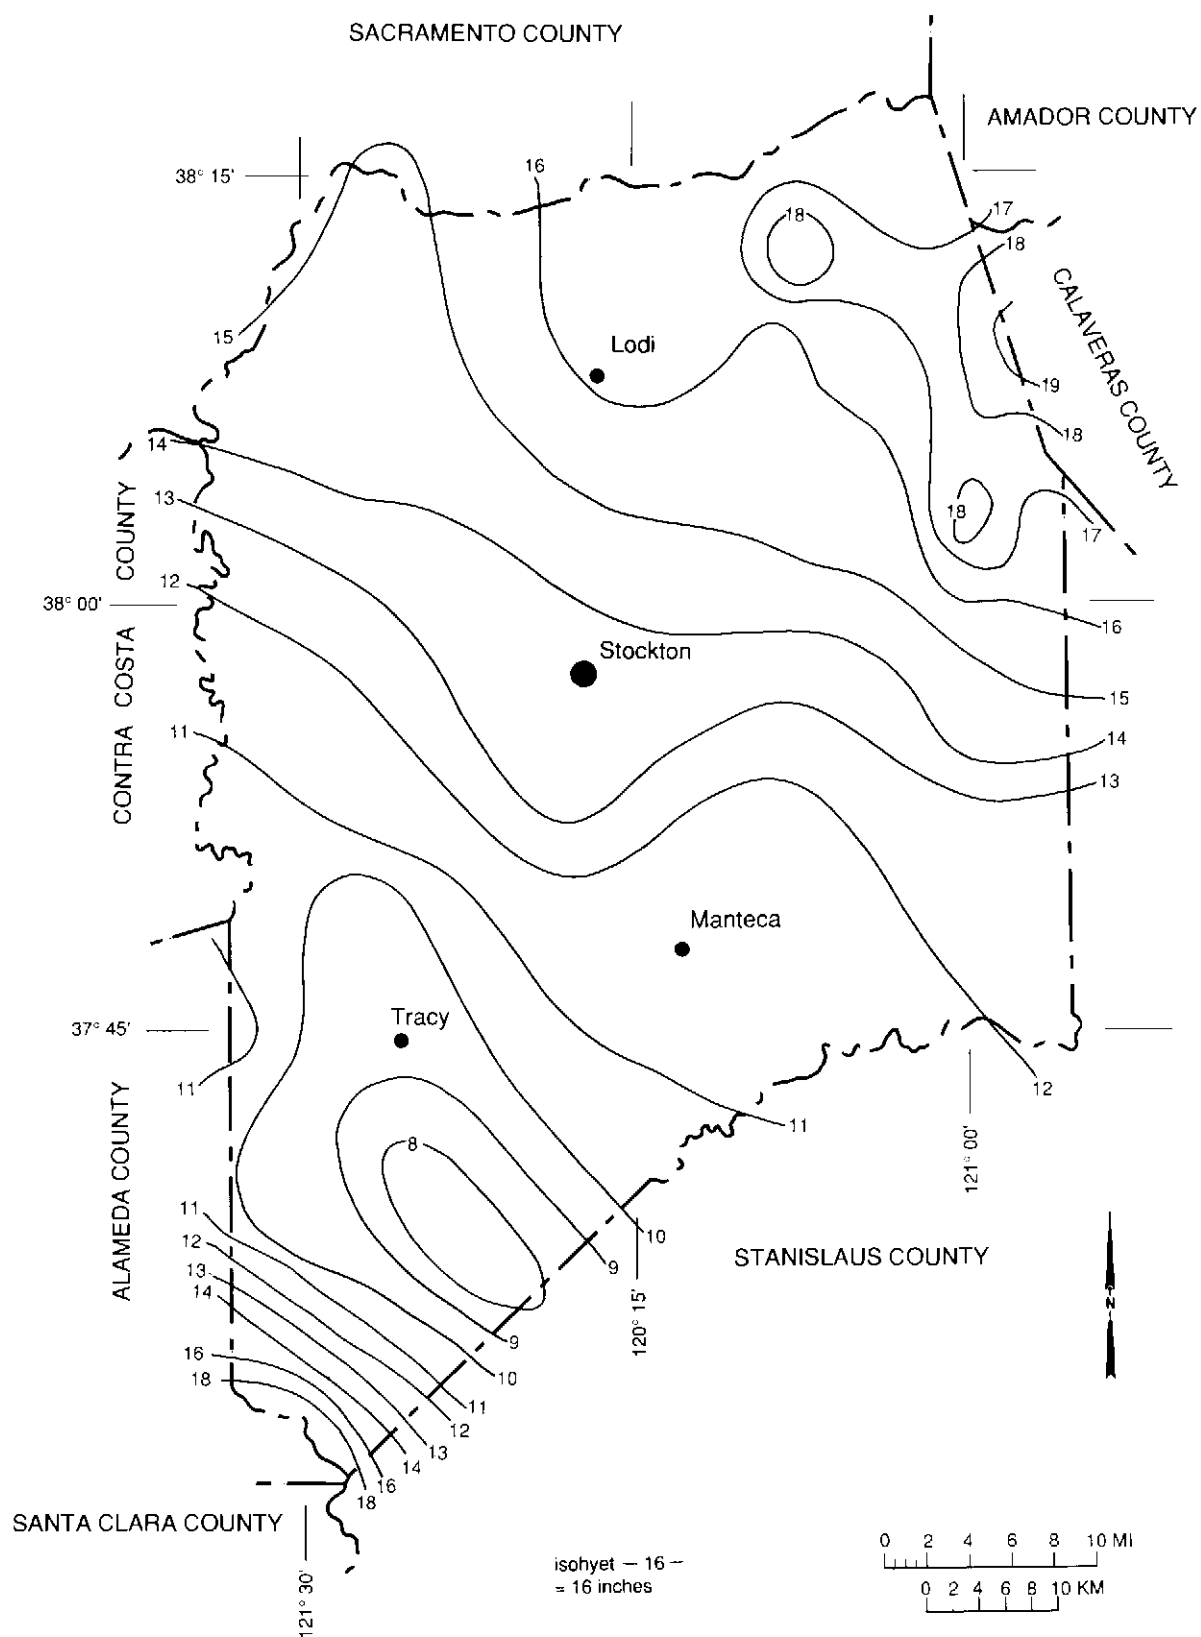 SACRAMENTO COUNTY
AMADOR COUNTY
38° 15'
16
18
17
18
CALAVERAS COUNTY
15
Lodi
19
14
18
13
18
17
CONTRA COSTA COUNTY
12
38° 00'
16
Stockton
15
11
14
13
Manteca
Tracy
37° 45'
11
12
11
ALAMEDA COUNTY
8
121° 00'
11
10
12
STANISLAUS COUNTY
9
13
14
120° 15'
N
9
16
10
18
11
12
13
14
16
18
SANTA CLARA COUNTY
121° 30'
isohyet – 16 –
= 16 inches
0 2 4 6 8 10 MI
0 2 4 6 8 10 KM